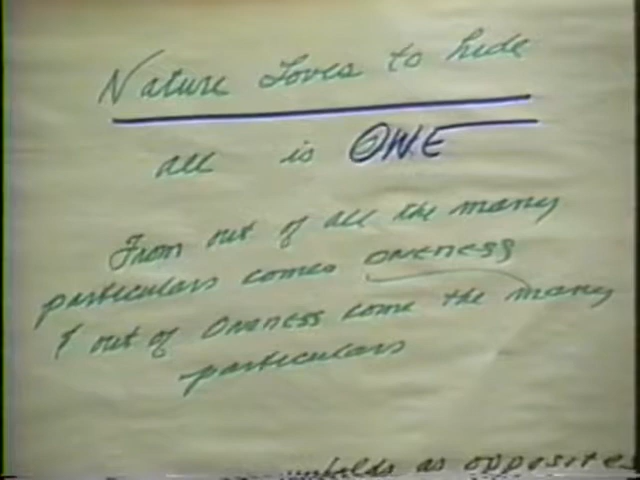 Nature Loves to hide
all is ONE
From out of all the many
particulars comes ONENESS
& out of ONENESS come the many
particulars
unfolds as opposites